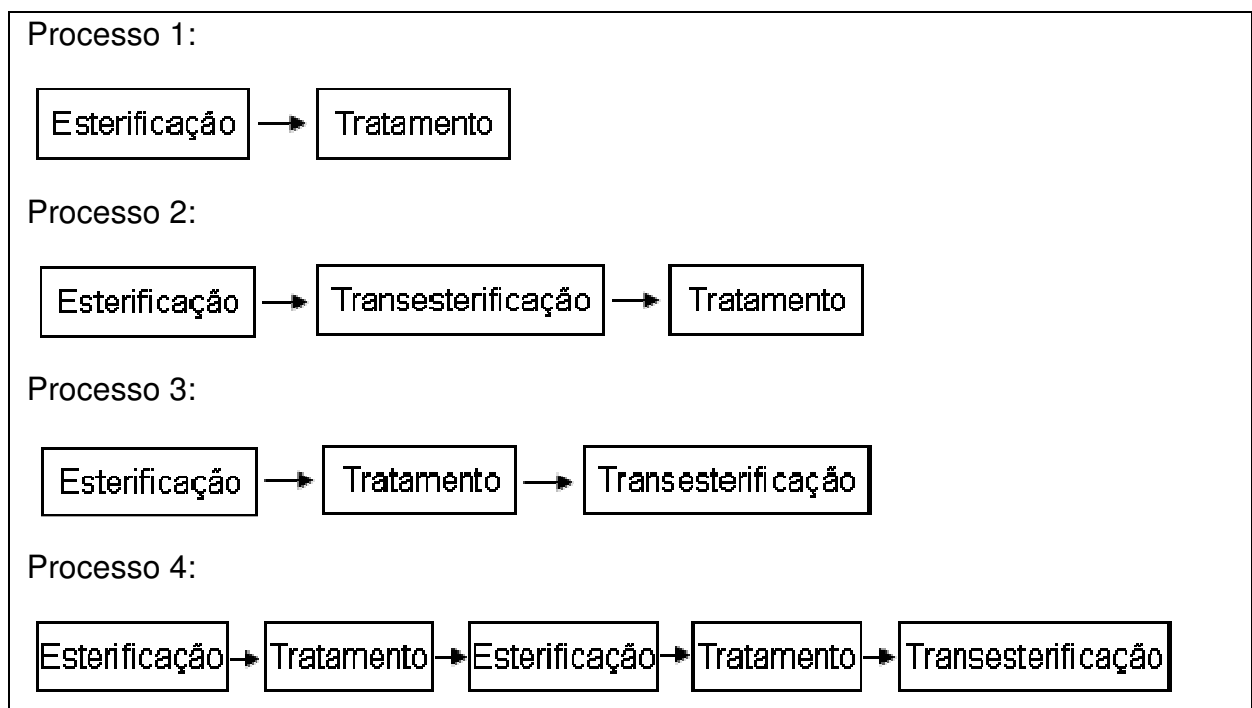 Processo 1:
Esterificação Tratamento
Processo 2:
Esterificação Transesterificação Tratamento
Processo 3:
Esterificação Tratamento Transesterificação
Processo 4:
Esterificação Tratamento Esterificação Tratamento Transesterificação